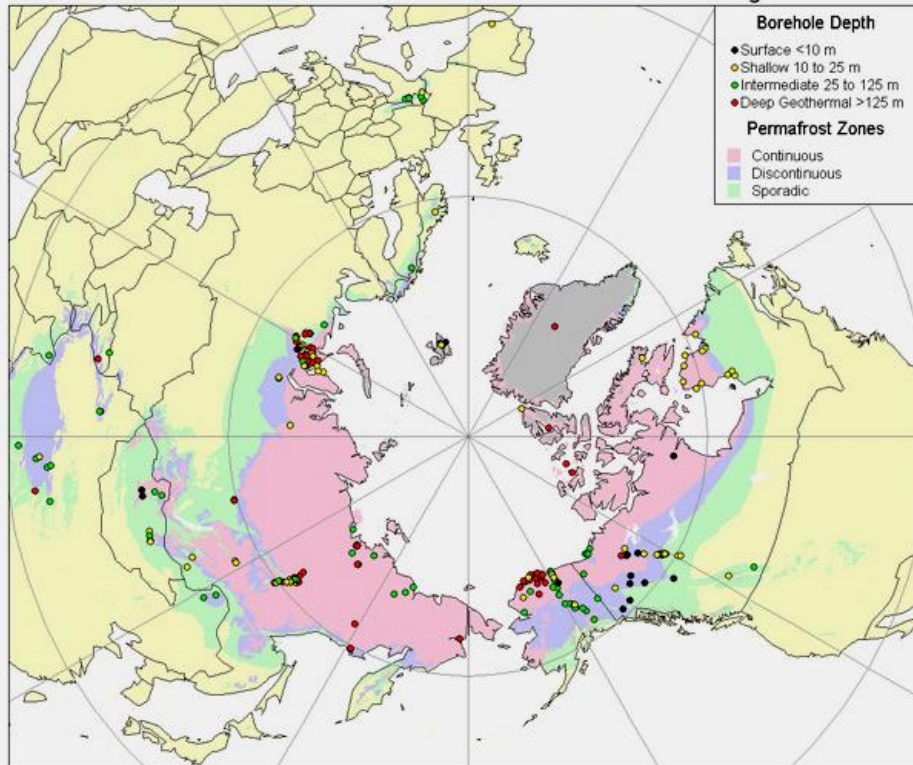 Borehole Depth
Surface <10 m
Shallow 10 to 25 m
Intermediate 25 to 125 m
Deep Geothermal >125 m
Permafrost Zones
Continuous
Discontinuous
Sporadic